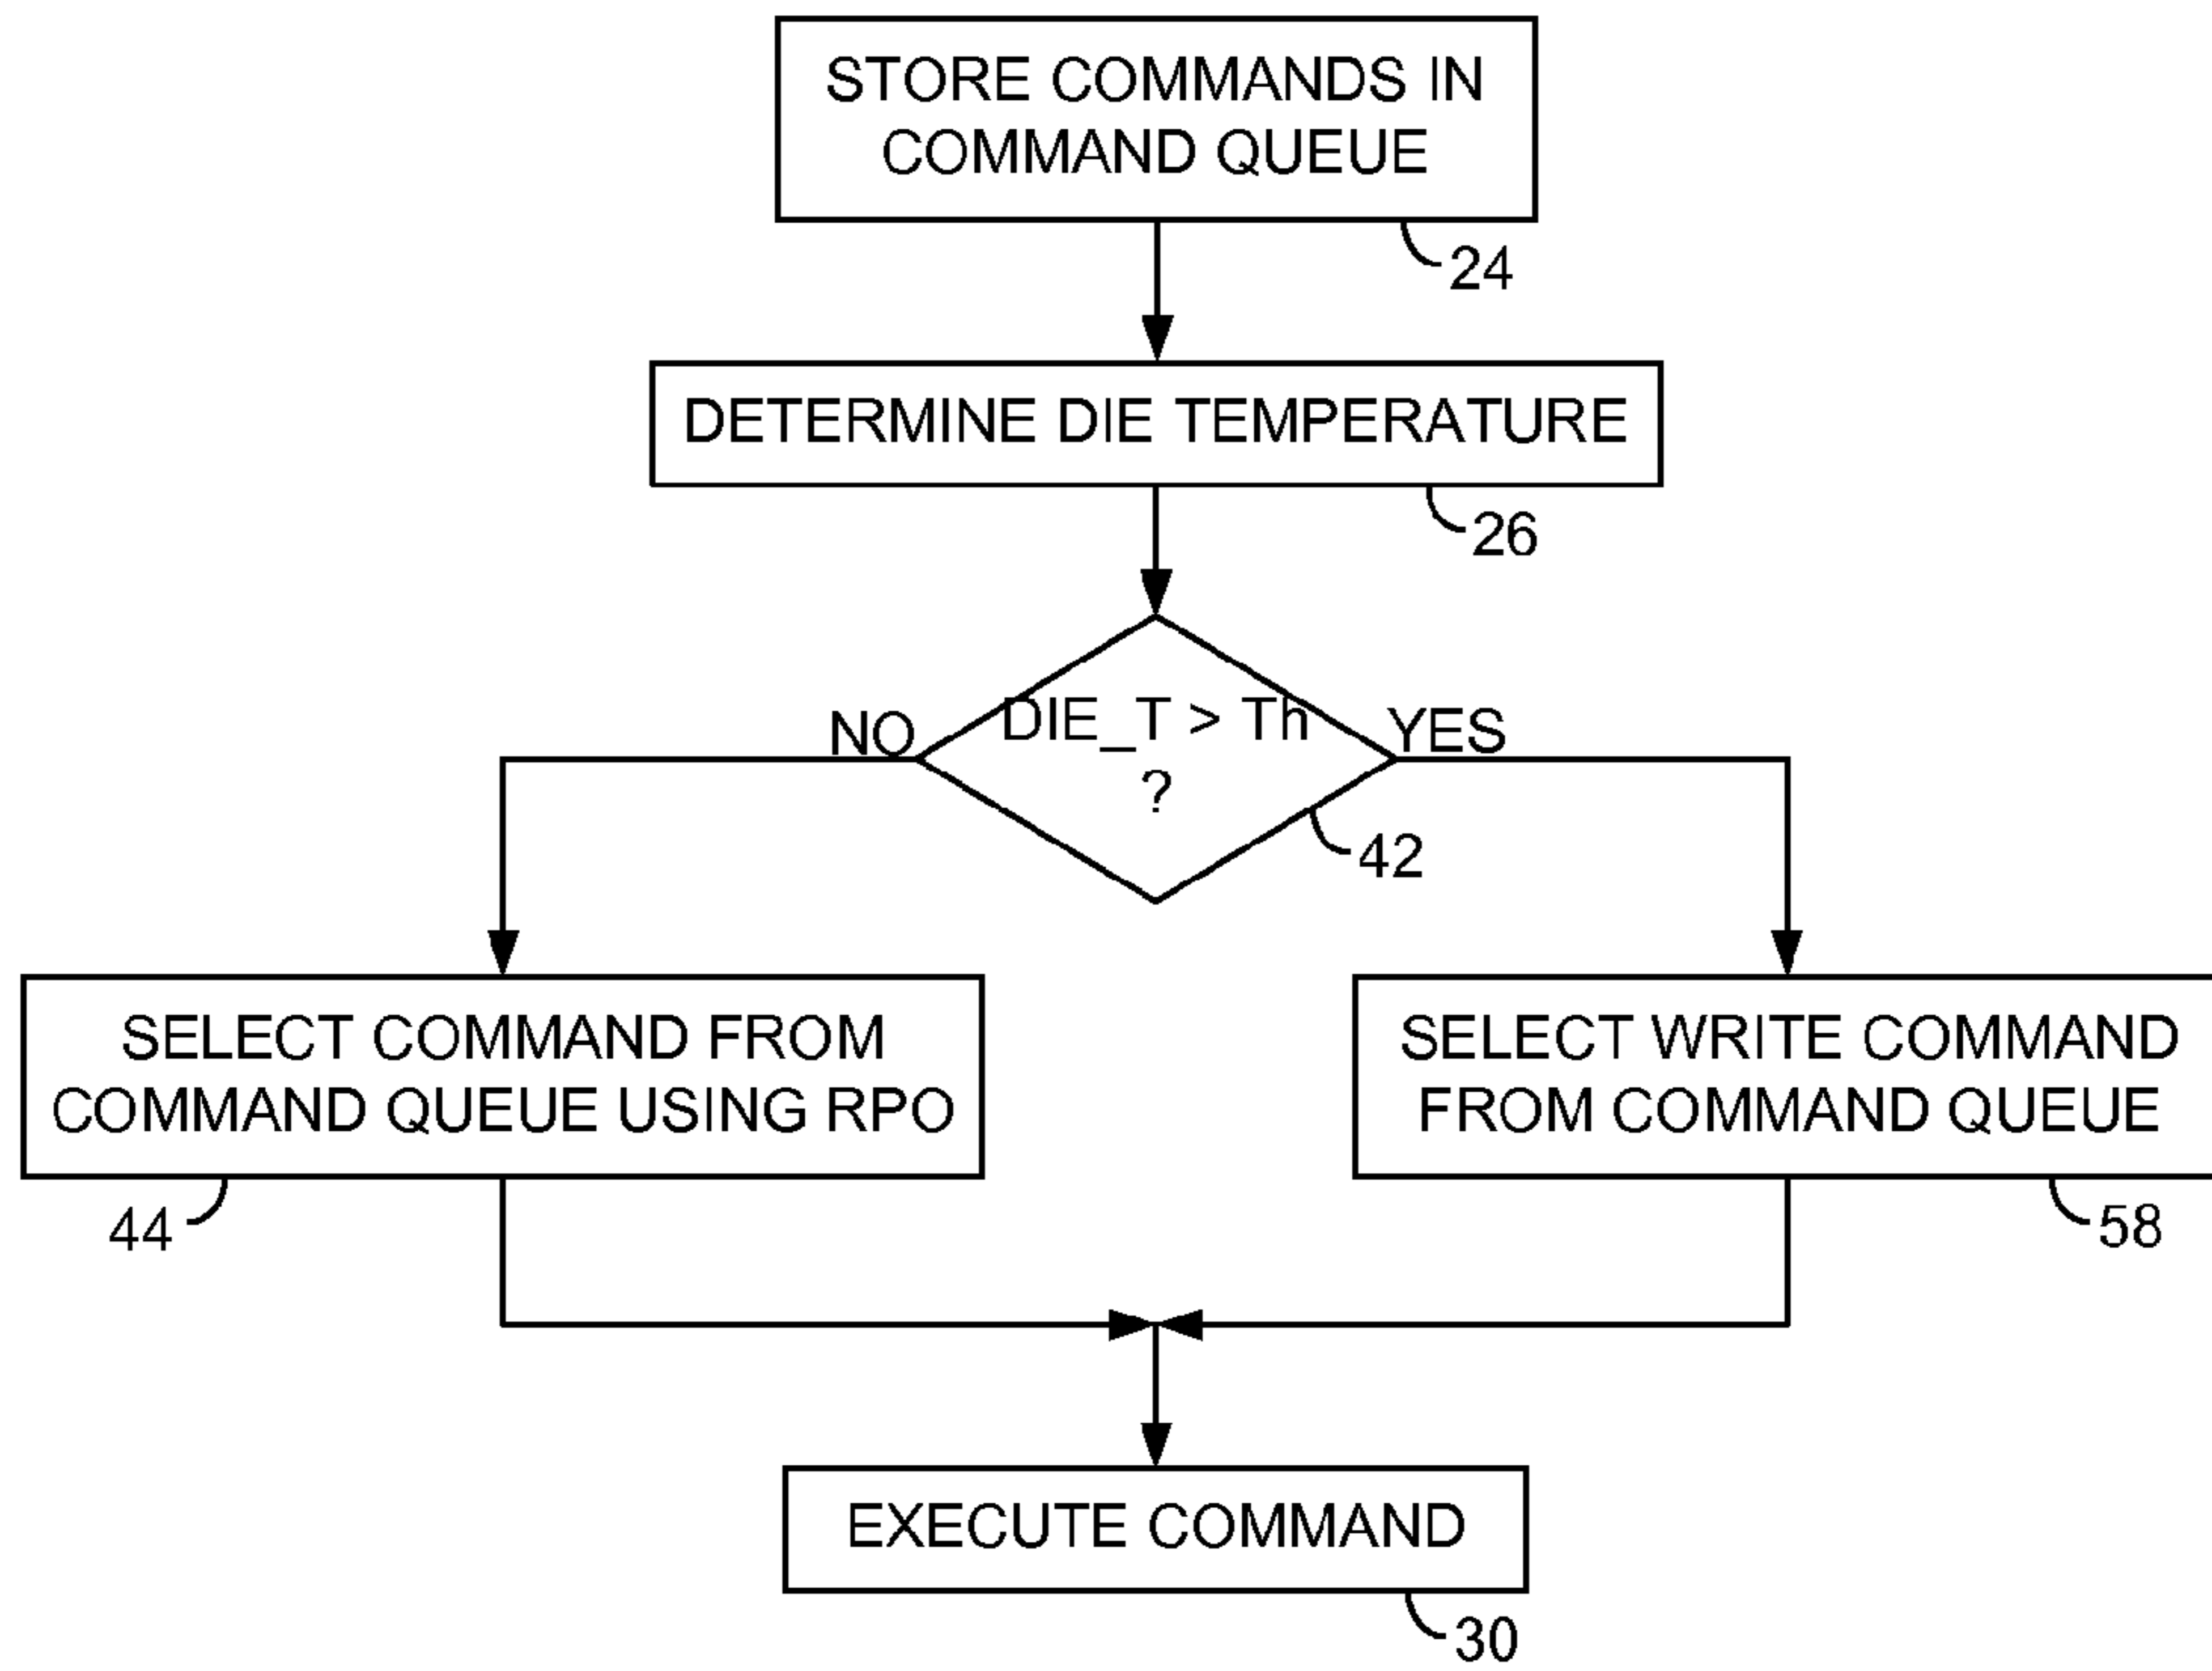 STORE COMMANDS IN
COMMAND QUEUE
24
DETERMINE DIE TEMPERATURE
26
DIE_T > Th
?
NO
YES
42
SELECT COMMAND FROM
COMMAND QUEUE USING RPO
44
SELECT WRITE COMMAND
FROM COMMAND QUEUE
58
EXECUTE COMMAND
30